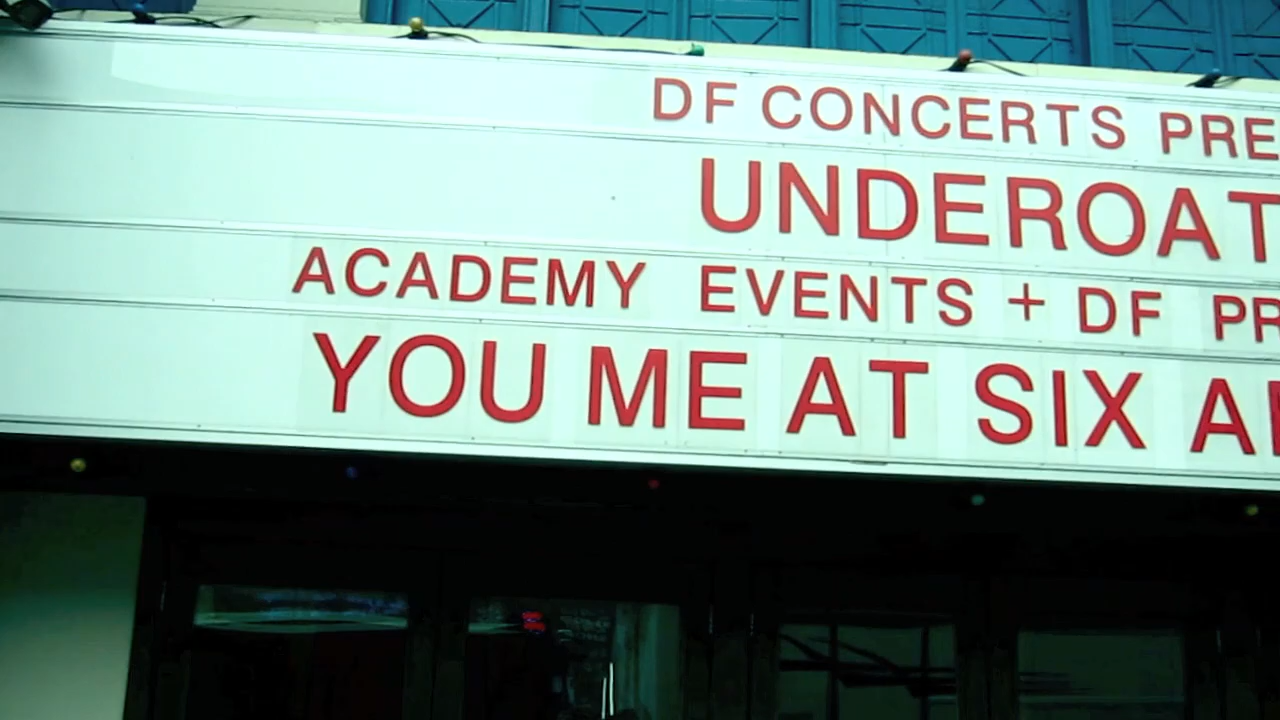 DF CONCERTS PRE
UNDEROAT
ACADEMY EVENTS + DF PR
YOU ME AT SIX A